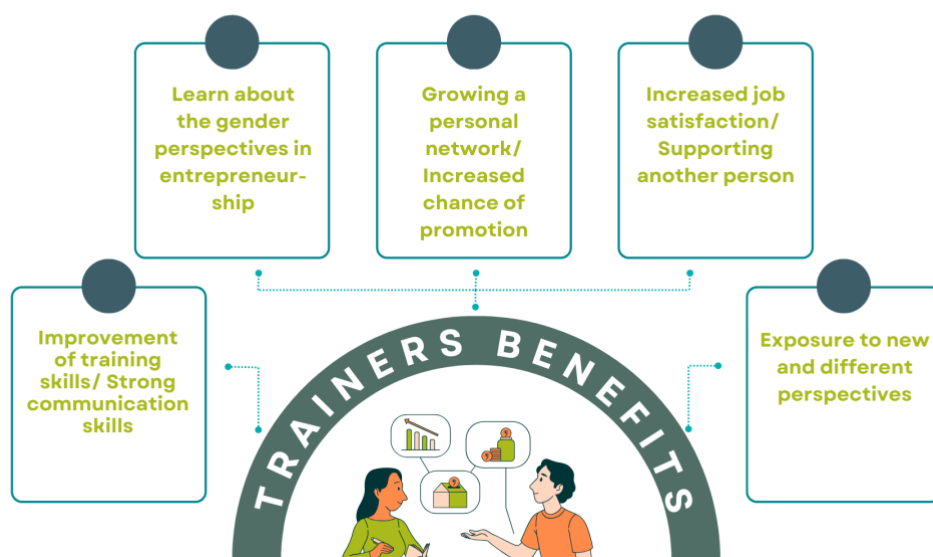 Learn about
the gender
perspectives in
entrepreneur-
ship
Growing a
personal
network/
Increased
chance of
promotion
Increased job
satisfaction/
Supporting
another person
Improvement
of training
skills/ Strong
communication
skills
Exposure to new
and different
perspectives
TRAINERS BENEFITS